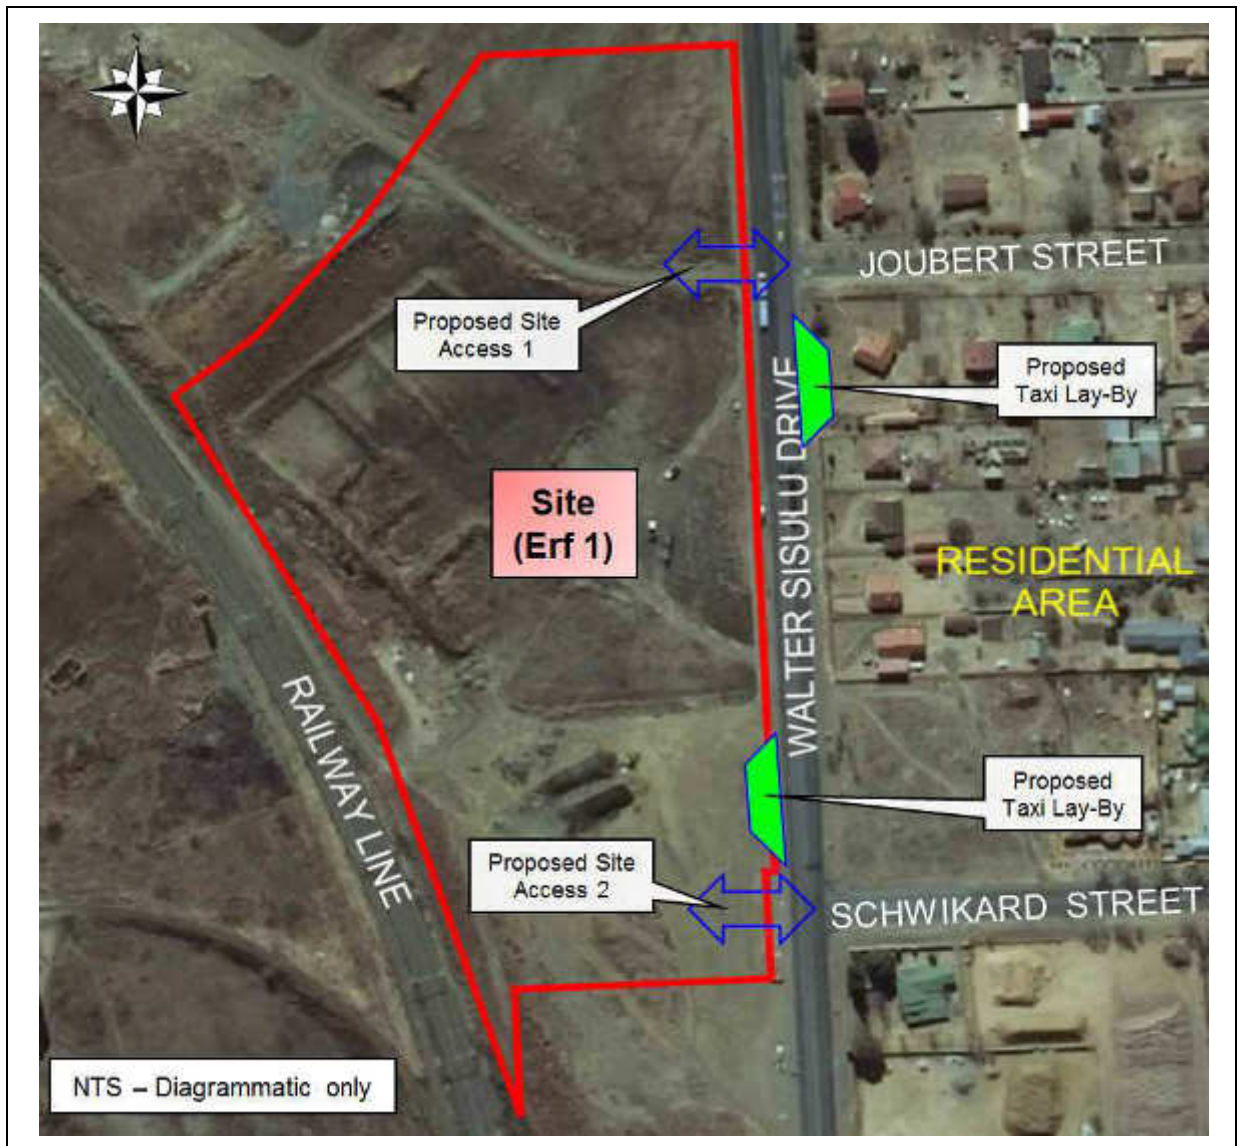 N
JOUBERT STREET
Proposed Site
Access 1
Proposed
Taxi Lay-By
WALTER SISULU DRIVE
Site
(Erf 1)
RESIDENTIAL
AREA
RAILWAY LINE
Proposed
Taxi Lay-By
Proposed Site
Access 2
SCHWIKARD STREET
NTS – Diagrammatic only